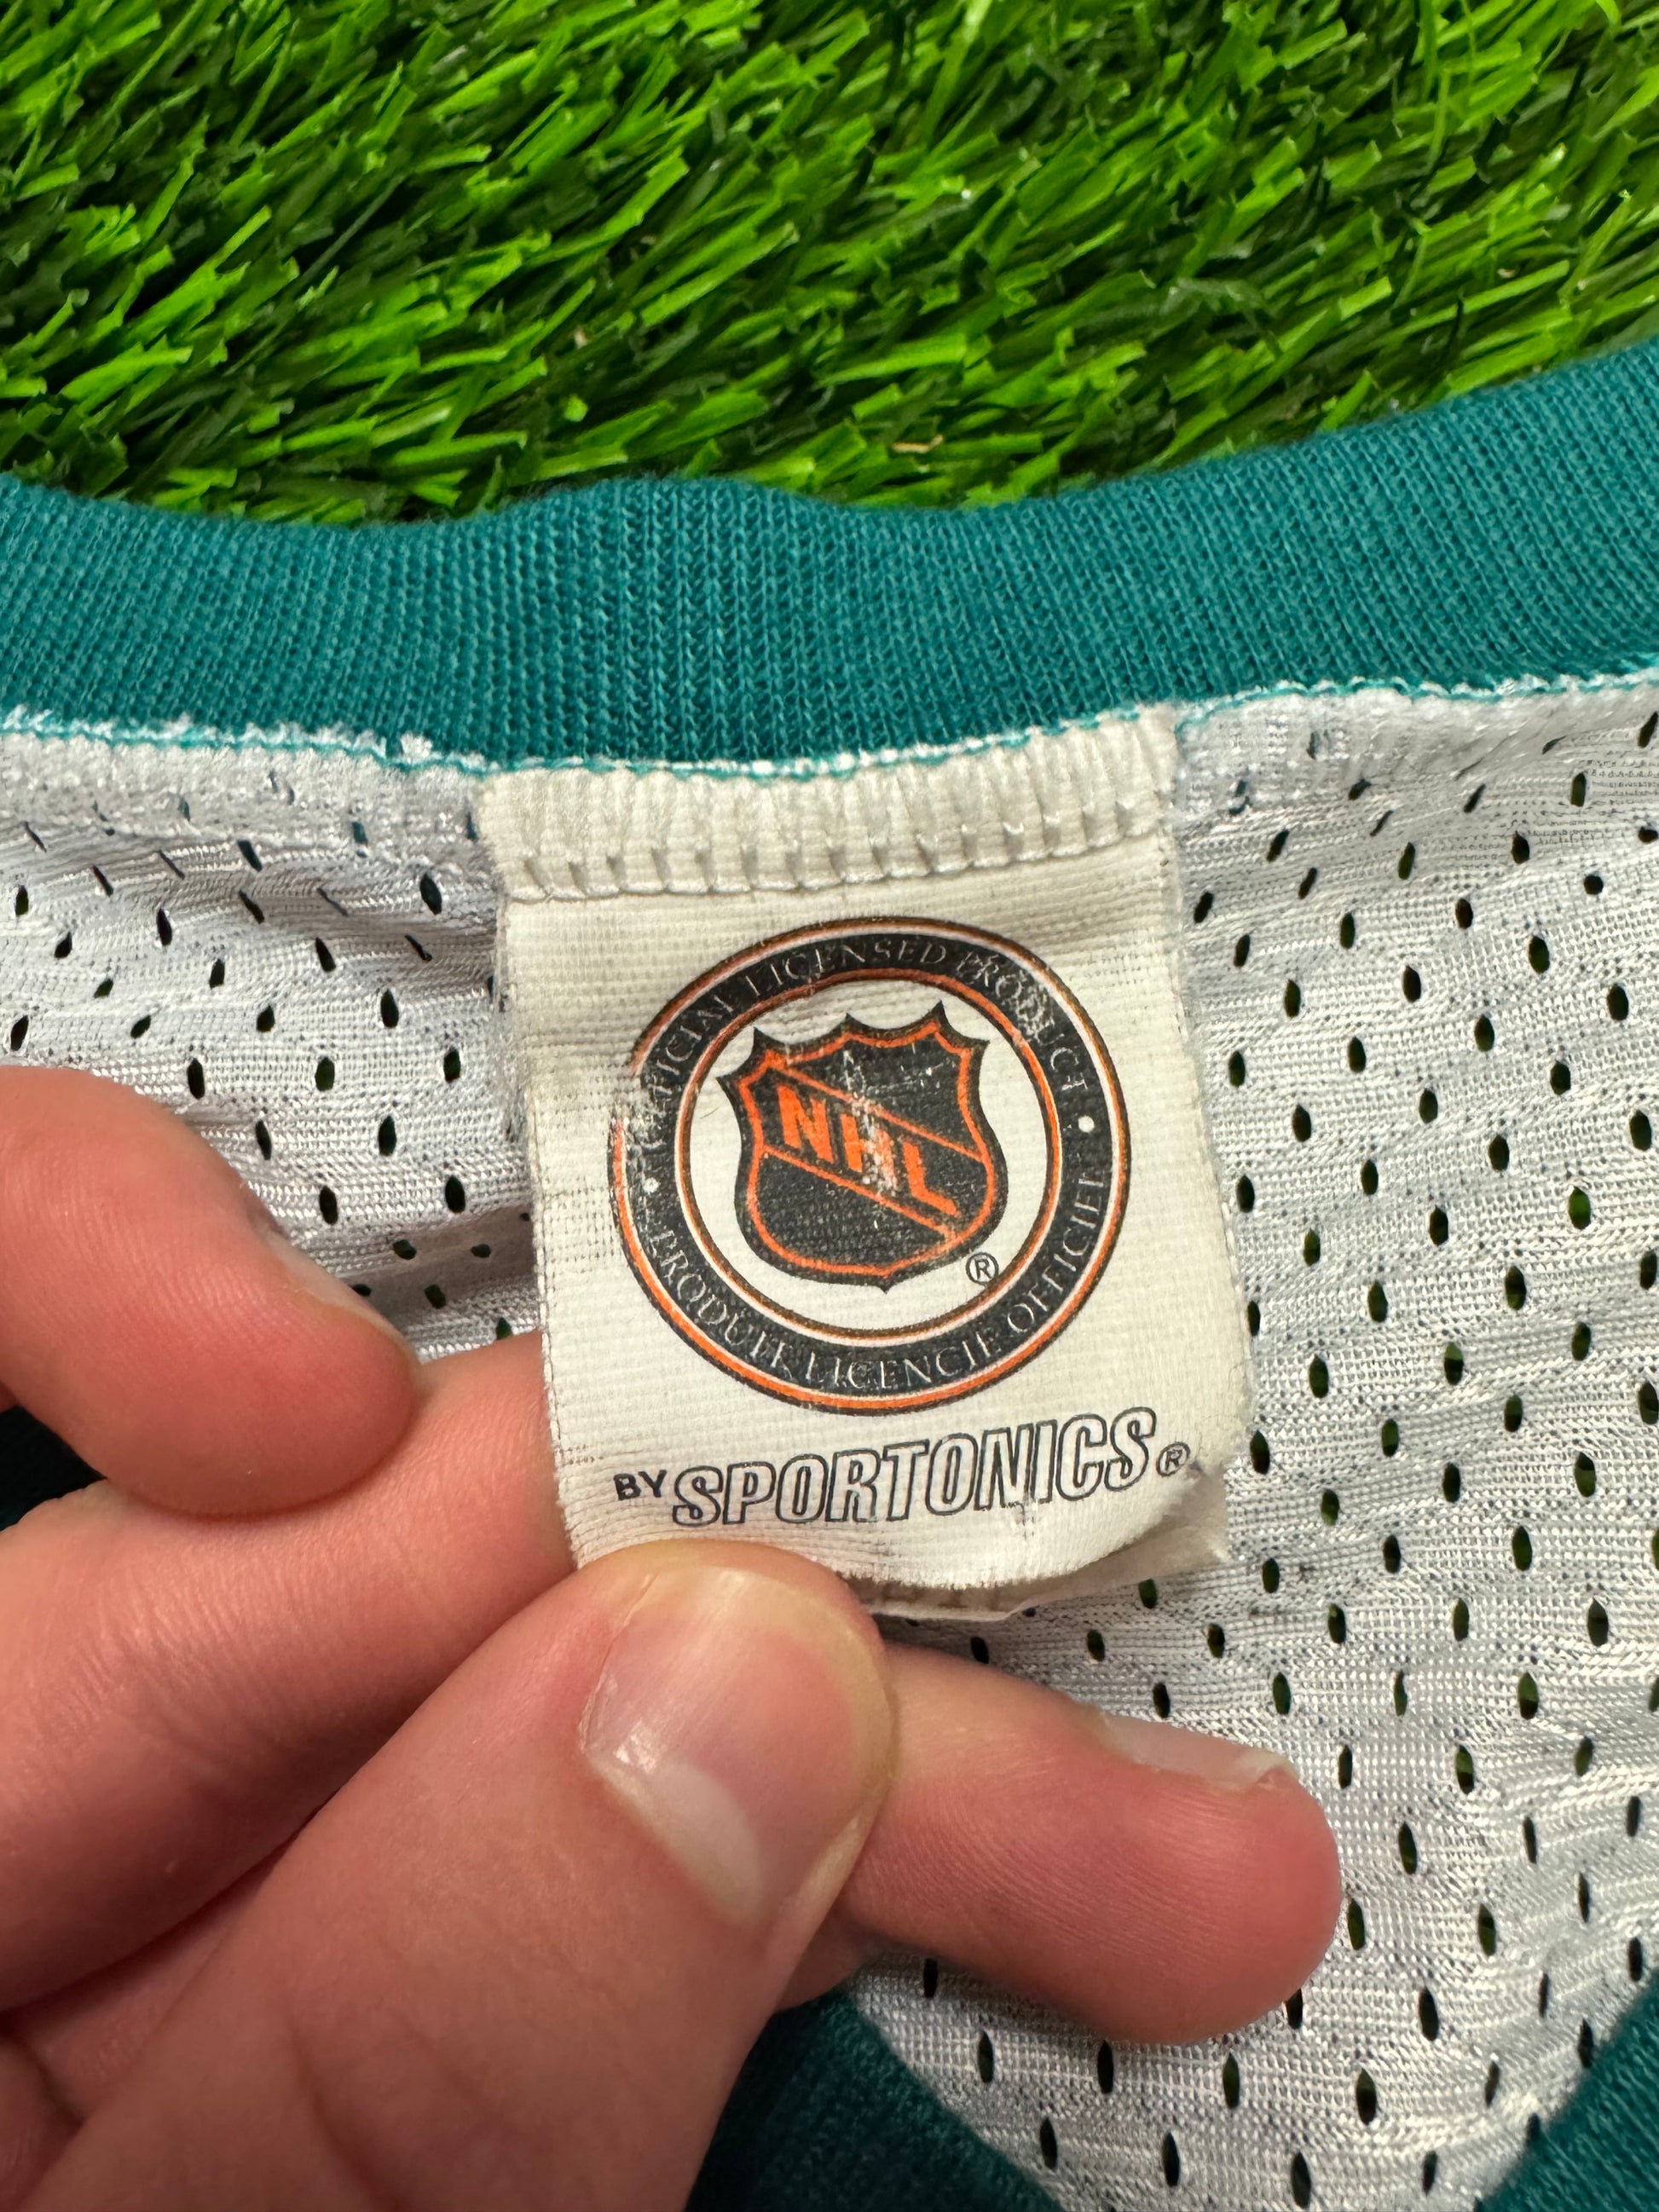 OFFICIAL LICENSED PRODUCT
NHL
®
PRODUIT LICENCIE OFFICIEL
BY SPORTONICS®